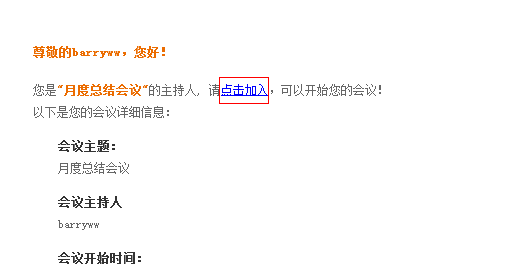 尊敬的barryww，您好！
您是“月度总结会议”的主持人，请点击加入，可以开始您的会议！
以下是您的会议详细信息：
会议主题：
月度总结会议
会议主持人
barryww
会议开始时间：